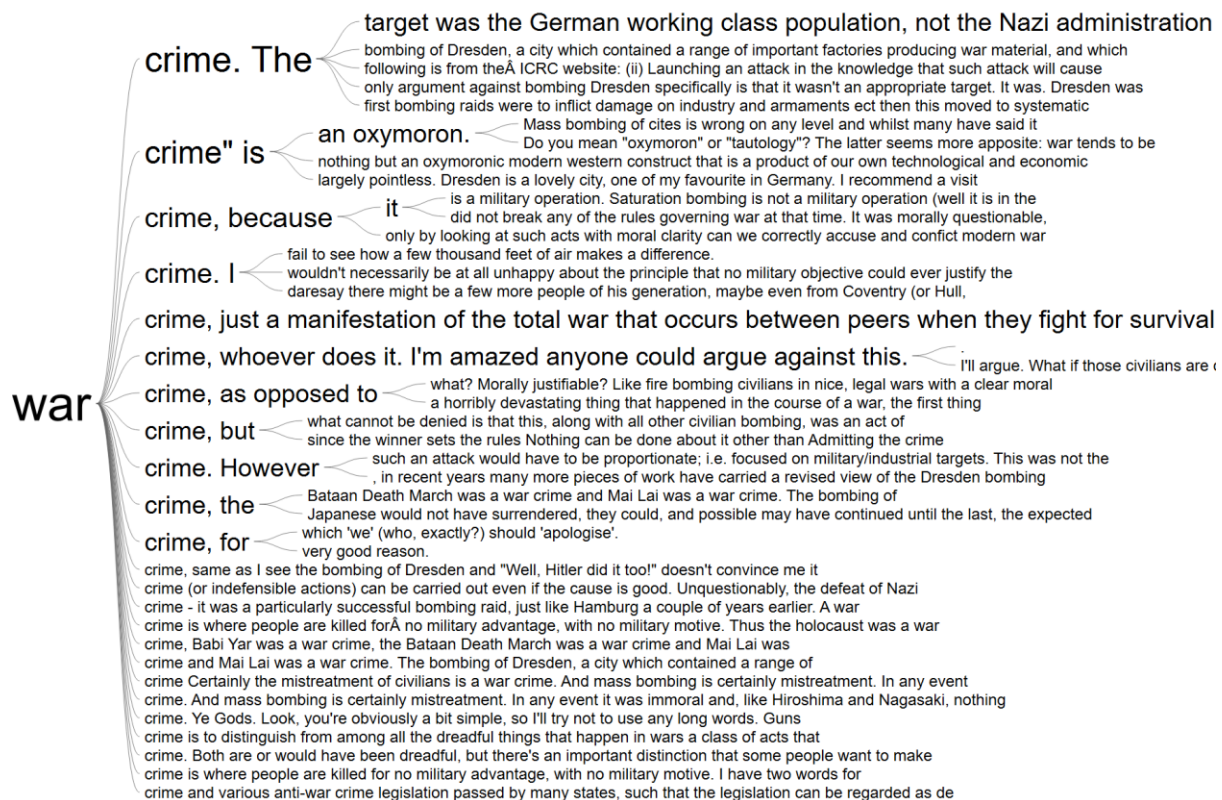 target was the German working class population, not the Nazi administration
crime. The
bombing of Dresden, a city which contained a range of important factories producing war material, and which
following is from theÂ ICRC website: (ii) Launching an attack in the knowledge that such attack will cause
only argument against bombing Dresden specifically is that it wasn't an appropriate target. It was. Dresden was
first bombing raids were to inflict damage on industry and armaments ect then this moved to systematic
crime" is
an oxymoron.
Mass bombing of cites is wrong on any level and whilst many have said it
Do you mean "oxymoron" or "tautology"? The latter seems more apposite: war tends to be
nothing but an oxymoronic modern western construct that is a product of our own technological and economic
largely pointless. Dresden is a lovely city, one of my favourite in Germany. I recommend a visit
crime, because
it
is a military operation. Saturation bombing is not a military operation (well it is in the
did not break any of the rules governing war at that time. It was morally questionable,
only by looking at such acts with moral clarity can we correctly accuse and confict modern war
crime. I
fail to see how a few thousand feet of air makes a difference.
wouldn't necessarily be at all unhappy about the principle that no military objective could ever justify the
daresay there might be a few more people of his generation, maybe even from Coventry (or Hull,
crime, just a manifestation of the total war that occurs between peers when they fight for survival
crime, whoever does it. I'm amazed anyone could argue against this.
.
I'll argue. What if those civilians are
war
crime, as opposed to
what? Morally justifiable? Like fire bombing civilians in nice, legal wars with a clear moral
a horribly devastating thing that happened in the course of a war, the first thing
crime, but
what cannot be denied is that this, along with all other civilian bombing, was an act of
since the winner sets the rules Nothing can be done about it other than Admitting the crime
crime. However
such an attack would have to be proportionate; i.e. focused on military/industrial targets. This was not the
, in recent years many more pieces of work have carried a revised view of the Dresden bombing
crime, the
Bataan Death March was a war crime and Mai Lai was a war crime. The bombing of
Japanese would not have surrendered, they could, and possible may have continued until the last, the expected
crime, for
which 'we' (who, exactly?) should 'apologise'.
very good reason.
crime, same as I see the bombing of Dresden and "Well, Hitler did it too!" doesn't convince me it
crime (or indefensible actions) can be carried out even if the cause is good. Unquestionably, the defeat of Nazi
crime - it was a particularly successful bombing raid, just like Hamburg a couple of years earlier. A war
crime is where people are killed forÂ no military advantage, with no military motive. Thus the holocaust was a war
crime, Babi Yar was a war crime, the Bataan Death March was a war crime and Mai Lai was
crime and Mai Lai was a war crime. The bombing of Dresden, a city which contained a range of
crime Certainly the mistreatment of civilians is a war crime. And mass bombing is certainly mistreatment. In any event
crime. And mass bombing is certainly mistreatment. In any event it was immoral and, like Hiroshima and Nagasaki, nothing
crime. Ye Gods. Look, you're obviously a bit simple, so I'll try not to use any long words. Guns
crime is to distinguish from among all the dreadful things that happen in wars a class of acts that
crime. Both are or would have been dreadful, but there's an important distinction that some people want to make
crime is where people are killed for no military advantage, with no military motive. I have two words for
crime and various anti-war crime legislation passed by many states, such that the legislation can be regarded as de